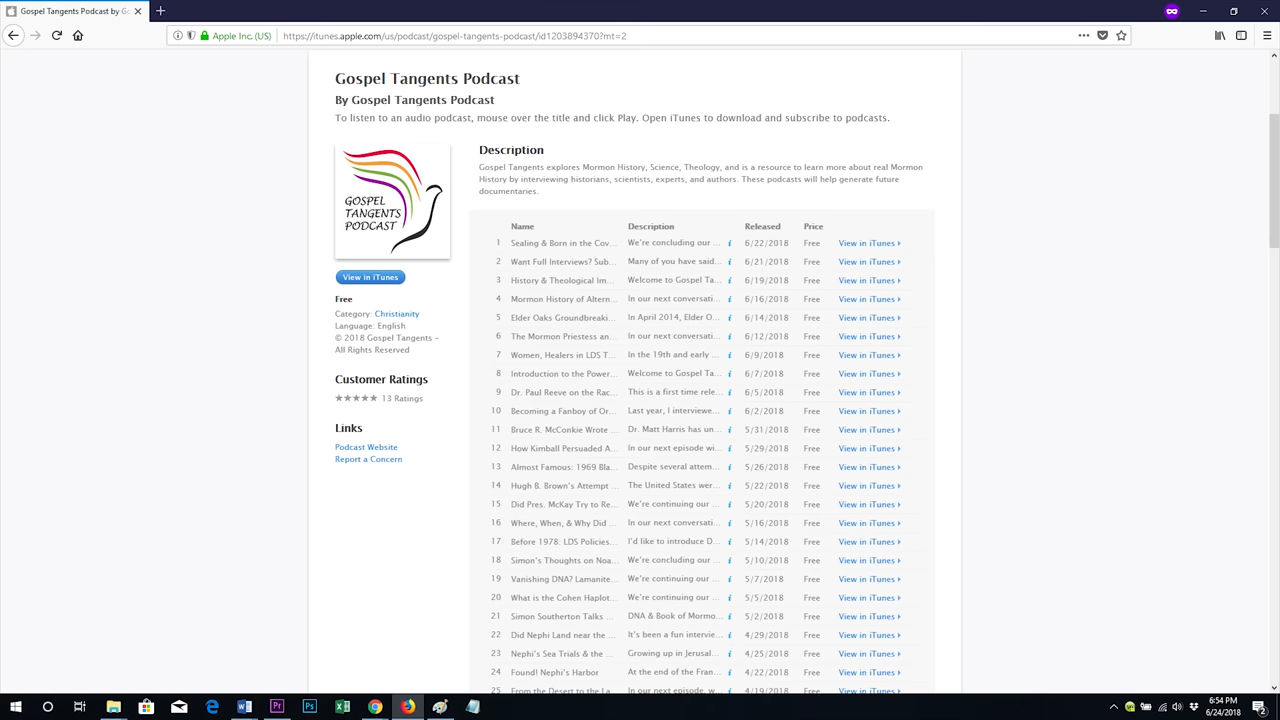 Gospel Tangents Podcast by Go
Apple Inc. (US)
https://itunes.apple.com/us/podcast/gospel-tangents-podcast/id1203894370?mt=2
Gospel Tangents Podcast
By Gospel Tangents Podcast
To listen to an audio podcast, mouse over the title and click Play. Open iTunes to download and subscribe to podcasts.
GOSPEL
TANGENTS
PODCAST
View in iTunes
Free
Category: Christianity
Language: English
© 2018 Gospel Tangents –
All Rights Reserved
Customer Ratings
★★★★★ 13 Ratings
Links
Podcast Website
Report a Concern
Description
Gospel Tangents explores Mormon History, Science, Theology, and is a resource to learn more about real Mormon
History by interviewing historians, scientists, experts, and authors. These podcasts will help generate future
documentaries.
Name Description Released Price
1 Sealing & Born in the Cov... We're concluding our ... i 6/22/2018 Free View in iTunes
2 Want Full Interviews? Sub... Many of you have said... i 6/21/2018 Free View in iTunes
3 History & Theological Im... Welcome to Gospel Ta... i 6/19/2018 Free View in iTunes
4 Mormon History of Altern... In our next conversati... i 6/16/2018 Free View in iTunes
5 Elder Oaks Groundbreaki... In April 2014, Elder O... i 6/14/2018 Free View in iTunes
6 The Mormon Priestess an... In our next conversati... i 6/12/2018 Free View in iTunes
7 Women, Healers in LDS T... In the 19th and early ... i 6/9/2018 Free View in iTunes
8 Introduction to the Power... Welcome to Gospel Ta... i 6/7/2018 Free View in iTunes
9 Dr. Paul Reeve on the Rac... This is a first time rele... i 6/5/2018 Free View in iTunes
10 Becoming a Fanboy of Or... Last year, I interviewe... i 6/2/2018 Free View in iTunes
11 Bruce R. McConkie Wrote ... Dr. Matt Harris has un... i 5/31/2018 Free View in iTunes
12 How Kimball Persuaded A... In our next episode wi... i 5/29/2018 Free View in iTunes
13 Almost Famous: 1969 Bla... Despite several attem... i 5/26/2018 Free View in iTunes
14 Hugh B. Brown's Attempt ... The United States wer... i 5/22/2018 Free View in iTunes
15 Did Pres. McKay Try to Re... We're continuing our ... i 5/20/2018 Free View in iTunes
16 Where, When, & Why Did ... In our next conversati... i 5/16/2018 Free View in iTunes
17 Before 1978: LDS Policies... I'd like to introduce D... i 5/14/2018 Free View in iTunes
18 Simon's Thoughts on Noa... We're concluding our ... i 5/10/2018 Free View in iTunes
19 Vanishing DNA? Lamanite... We're continuing our ... i 5/7/2018 Free View in iTunes
20 What is the Cohen Haplot... We're continuing our ... i 5/5/2018 Free View in iTunes
21 Simon Southerton Talks ... DNA & Book of Mormo... i 5/2/2018 Free View in iTunes
22 Did Nephi Land near the ... It's been a fun intervie... i 4/29/2018 Free View in iTunes
23 Nephi's Sea Trials & the ... Growing up in Jerusal... i 4/25/2018 Free View in iTunes
24 Found! Nephi's Harbor At the end of the Fran... i 4/22/2018 Free View in iTunes
25 From the Desert to the La... In our next episode, w... i 4/19/2018 Free View in iTunes
6:54 PM
6/24/2018